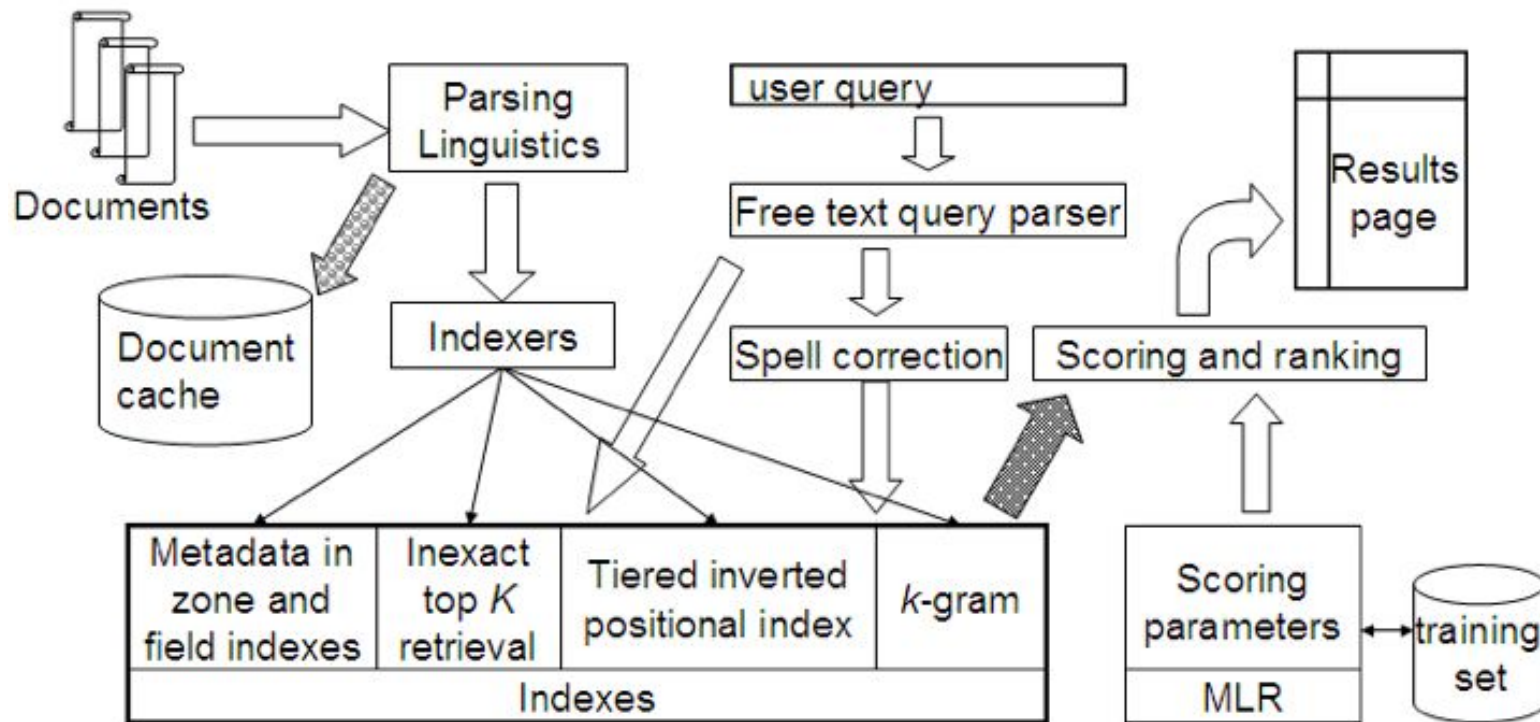 Documents
Parsing
Linguistics
user query
Results
page
Free text query parser
Document
cache
Indexers
Spell correction
Scoring and ranking
Metadata in
zone and
field indexes
Inexact
top K
retrieval
Tiered inverted
positional index
k-gram
Indexes
Scoring
parameters
MLR
training
set